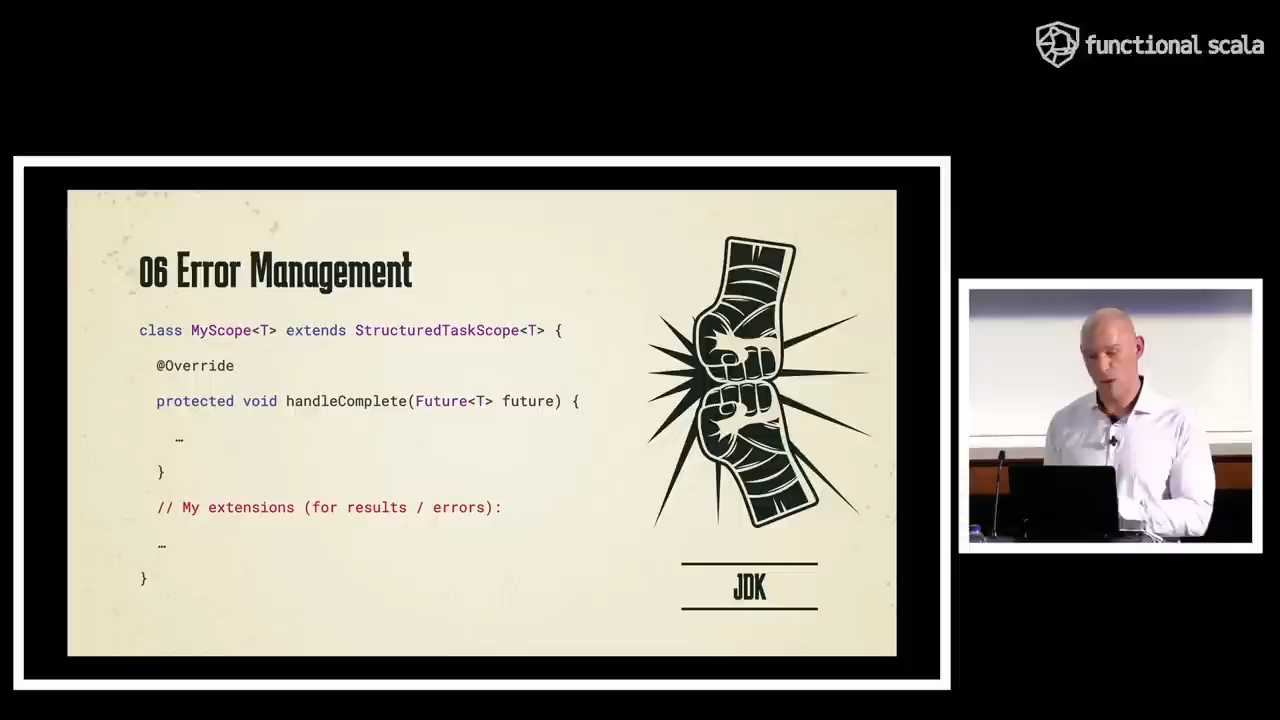 functional scala
06 Error Management
class MyScope<T> extends StructuredTaskScope<T> {
@Override
protected void handleComplete(Future<T> future) {
…
}
// My extensions (for results / errors):
…
}
JDK